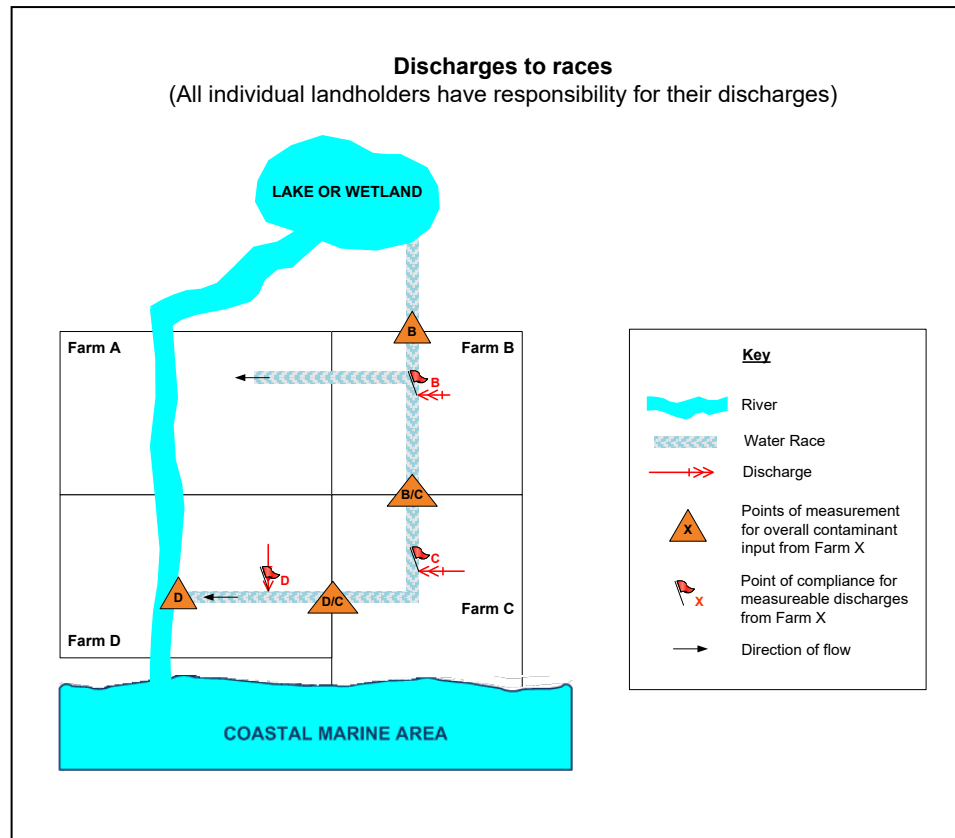 Discharges to races
(All individual landholders have responsibility for their discharges)
LAKE OR WETLAND
B
Farm A
Farm B
B
B/C
C
D
D
D/C
Farm C
Farm D
COASTAL MARINE AREA
Key
River
Water Race
Discharge
X
Points of measurement
for overall contaminant
input from Farm X
X
Point of compliance for
measureable discharges
from Farm X
Direction of flow